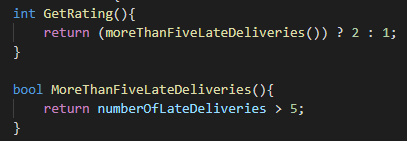 int GetRating(){
return (moreThanFiveLateDeliveries()) ? 2 : 1;
}
bool MoreThanFiveLateDeliveries(){
return numberOfLateDeliveries > 5;
}